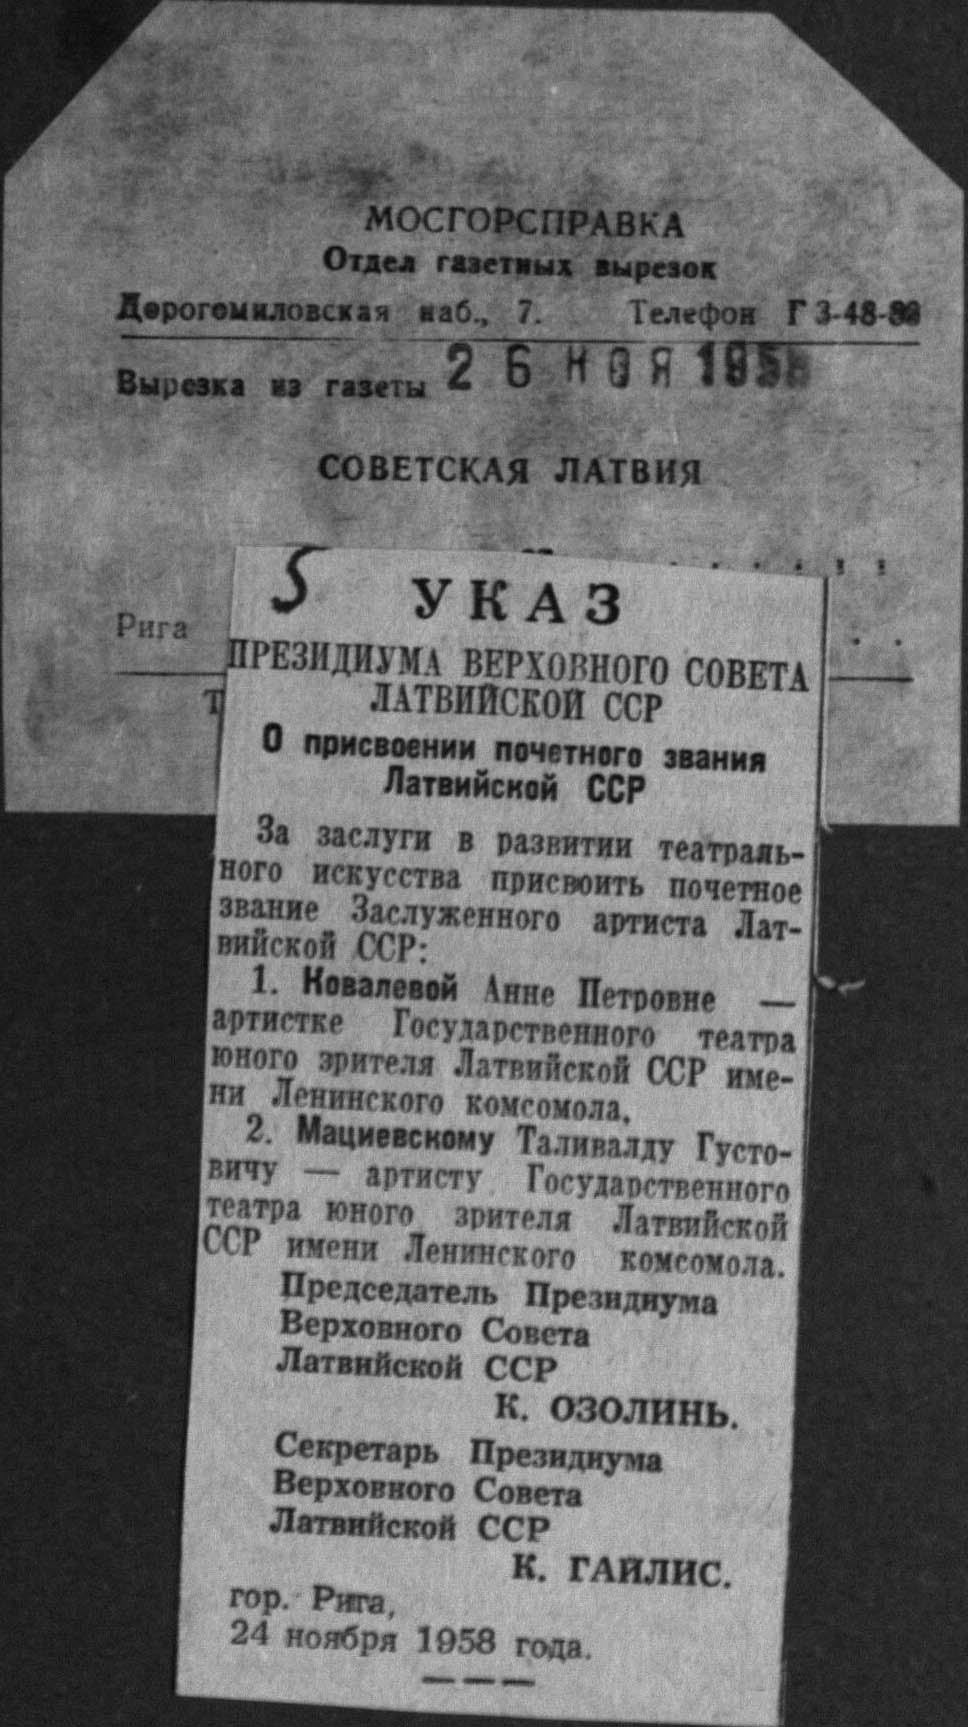 МОСГОРСПРАВКА
Отдел газетных вырезок
Дорогомиловская наб., 7. Телефон Г 3-48-
Вырезка из газеты 26 НОЯ 1958
СОВЕТСКАЯ ЛАТВИЯ
Рига
5 УКАЗ
ПРЕЗИДИУМА ВЕРХОВНОГО СОВЕТА
ЛАТВИЙСКОЙ ССР
О присвоении почетного звания
Латвийской ССР
За заслуги в развитии театраль-
ного искусства присвоить почетное
звание Заслуженного артиста Лат-
вийской ССР:
1. Ковалевой Анне Петровне —
артистке Государственного театра
юного зрителя Латвийской ССР име-
ни Ленинского комсомола.
2. Мациевскому Таливалду Густо-
вичу — артисту Государственного
театра юного зрителя Латвийской
ССР имени Ленинского комсомола.
Председатель Президиума
Верховного Совета
Латвийской ССР
К. ОЗОЛИНЬ.
Секретарь Президиума
Верховного Совета
Латвийской ССР
К. ГАЙЛИС.
гор. Рига,
24 ноября 1958 года.